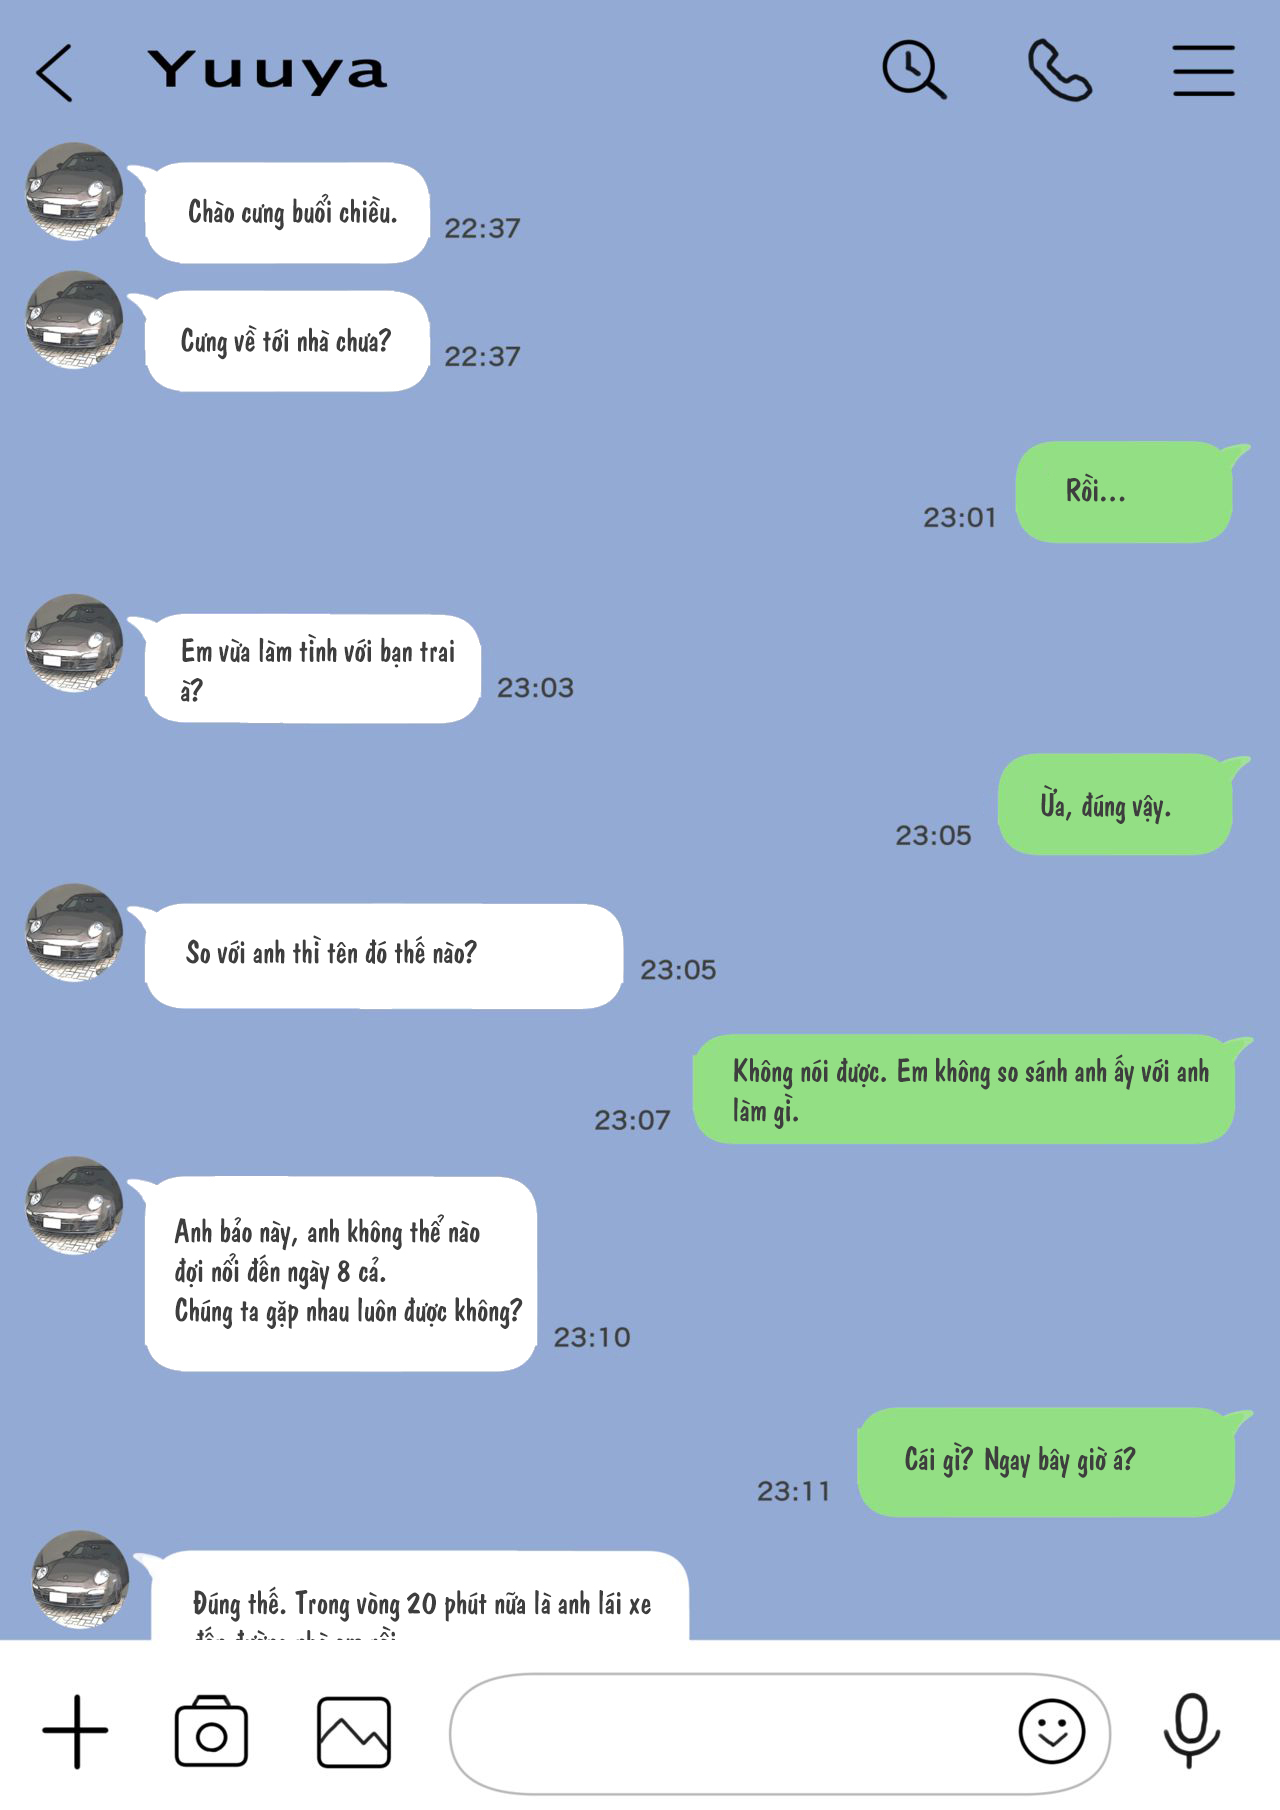 Yuuya
Chào cưng buổi chiều.
22:37
Cưng về tới nhà chưa?
22:37
Rồi...
23:01
Em vừa làm tình với bạn trai
à?
23:03
Ừa, đúng vậy.
23:05
So với anh thì tên đó thế nào?
23:05
Không nói được. Em không so sánh anh ấy với anh
làm gì.
23:07
Anh bảo này, anh không thể nào
đợi nổi đến ngày 8 cả.
Chúng ta gặp nhau luôn được không?
23:10
Cái gì? Ngay bây giờ á?
23:11
Đúng thế. Trong vòng 20 phút nữa là anh lái xe
đến đường nhà em rồi